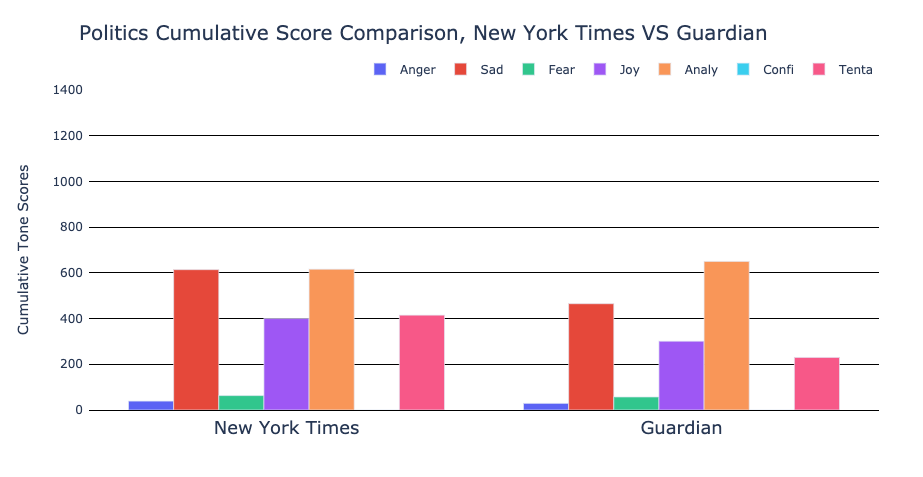 Politics Cumulative Score Comparison, New York Times VS Guardian
Anger Sad Fear Joy Analy Confi Tenta
1400
1200
1000
800
600
400
200
0
Cumulative Tone Scores
New York Times Guardian